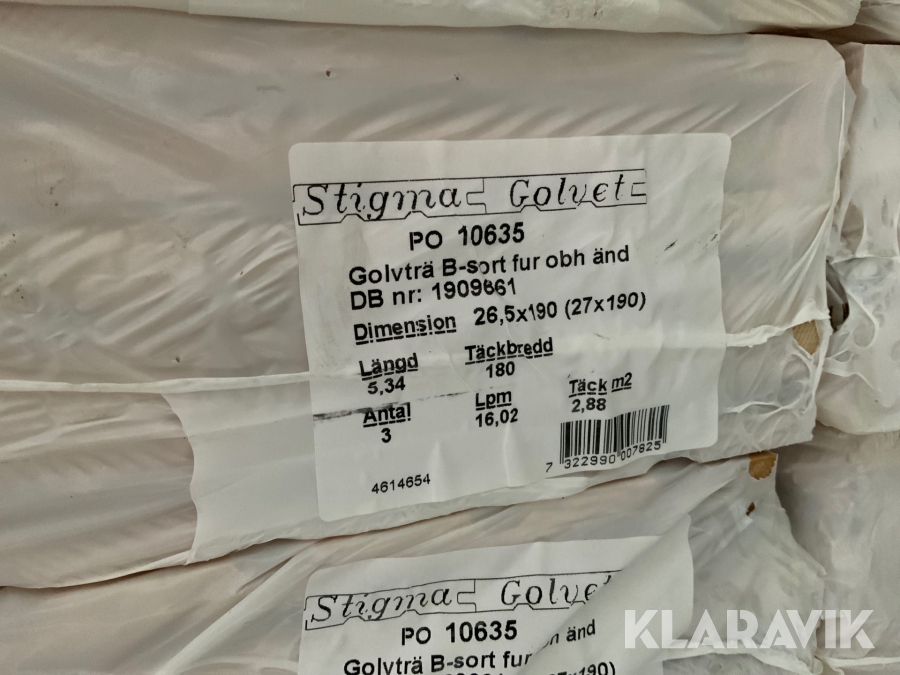 Stigma Golvet
PO 10635
Golvträ B-sort fur obh änd
DB nr: 1909661
Dimension 26,5x190 (27x190)
Längd Täckbredd
5,34 180
Antal Lpm Täck m2
3 16,02 2,88
7 322990 007825
4614654
Stigma Golvet
PO 10635
Golvträ B-sort fur änd
x190)
KLARAVIK